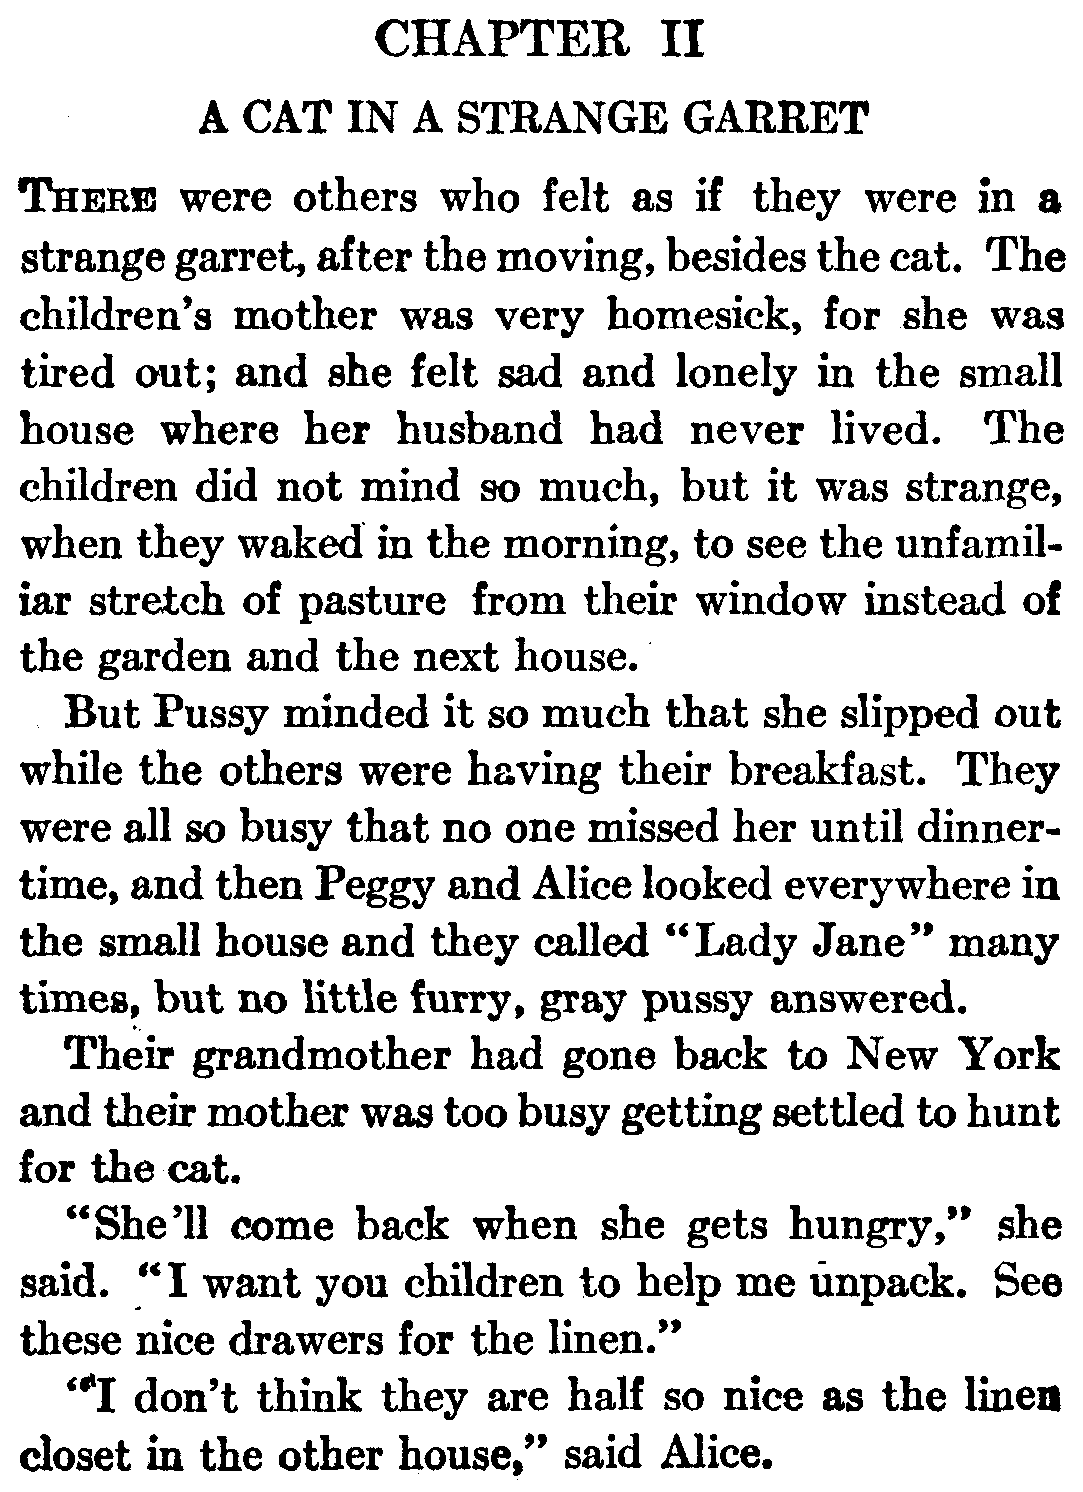 CHAPTER II
A CAT IN A STRANGE GARRET
THERE were others who felt as if they were in a
strange garret, after the moving, besides the cat. The
children's mother was very homesick, for she was
tired out; and she felt sad and lonely in the small
house where her husband had never lived. The
children did not mind so much, but it was strange,
when they waked in the morning, to see the unfamil-
iar stretch of pasture from their window instead of
the garden and the next house.
But Pussy minded it so much that she slipped out
while the others were having their breakfast. They
were all so busy that no one missed her until dinner-
time, and then Peggy and Alice looked everywhere in
the small house and they called "Lady Jane" many
times, but no little furry, gray pussy answered.
Their grandmother had gone back to New York
and their mother was too busy getting settled to hunt
for the cat.
"She'll come back when she gets hungry," she
said. "I want you children to help me unpack. See
these nice drawers for the linen."
"I don't think they are half so nice as the linen
closet in the other house," said Alice.